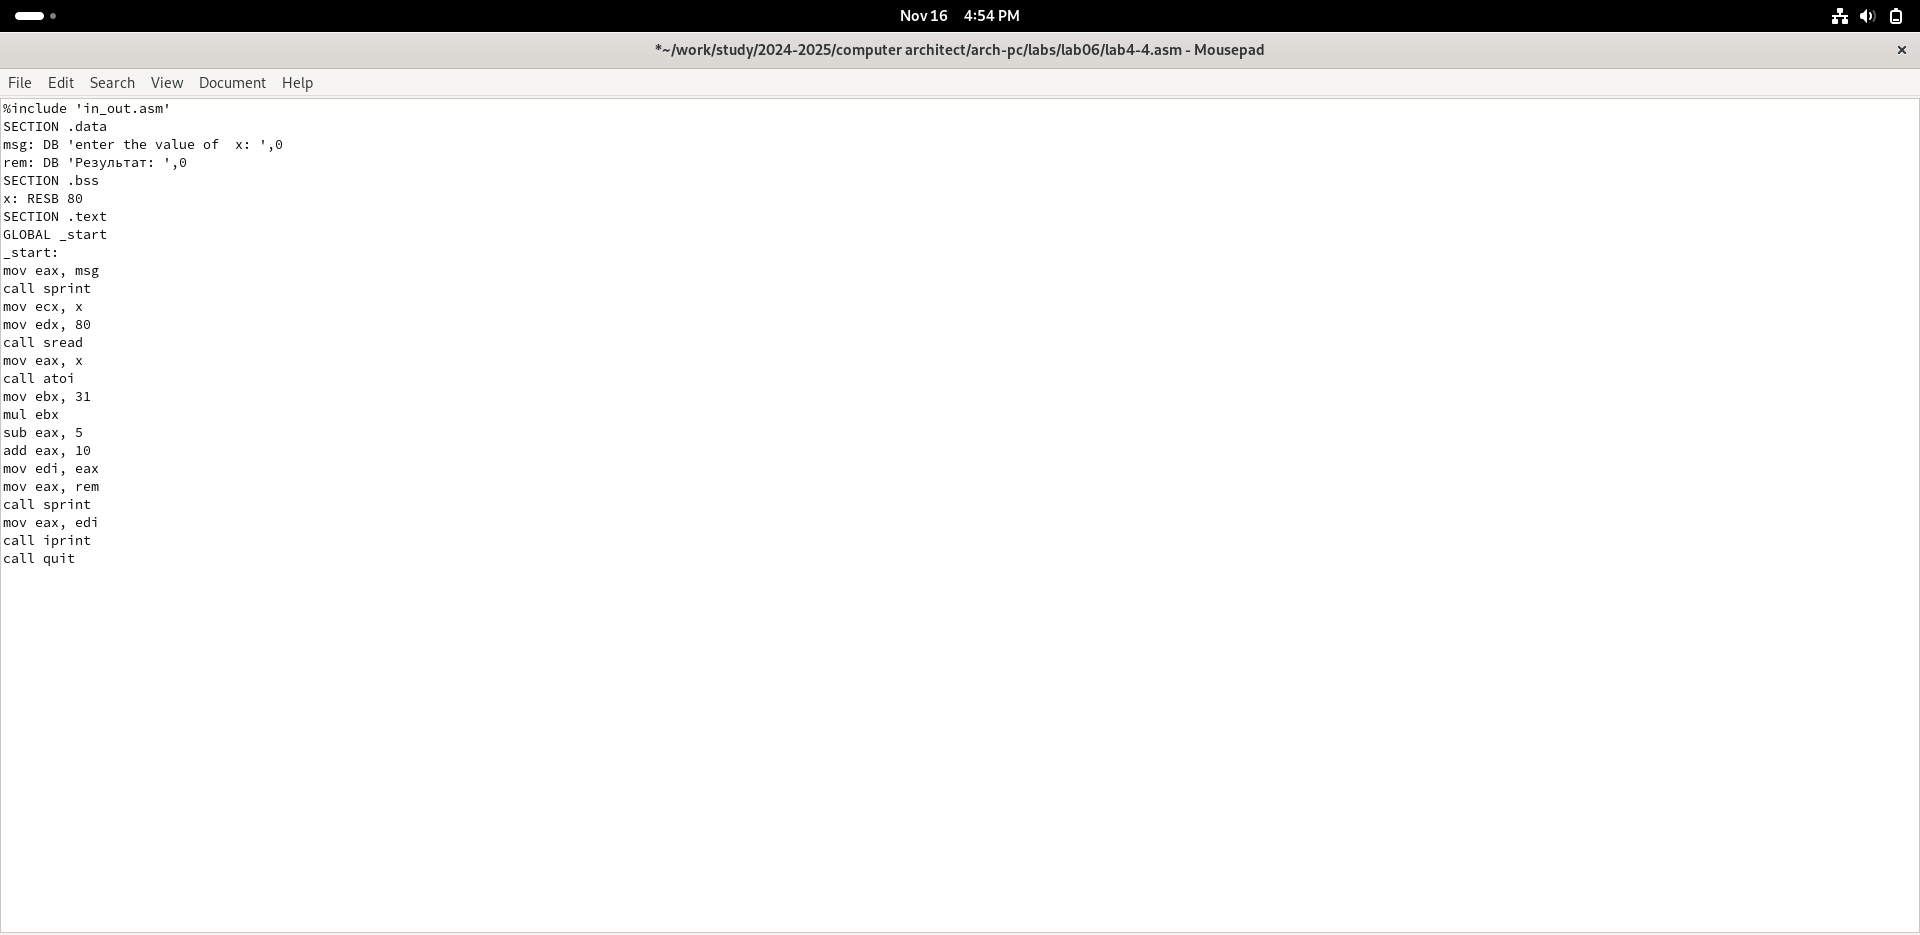 Nov 16 4:54 PM
*~/work/study/2024-2025/computer architect/arch-pc/labs/lab06/lab4-4.asm - Mousepad
File Edit Search View Document Help
%include 'in_out.asm'
SECTION .data
msg: DB 'enter the value of  x: ',0
rem: DB 'Результат: ',0
SECTION .bss
x: RESB 80
SECTION .text
GLOBAL _start
_start:
mov eax, msg
call sprint
mov ecx, x
mov edx, 80
call sread
mov eax, x
call atoi
mov ebx, 31
mul ebx
sub eax, 5
add eax, 10
mov edi, eax
mov eax, rem
call sprint
mov eax, edi
call iprint
call quit